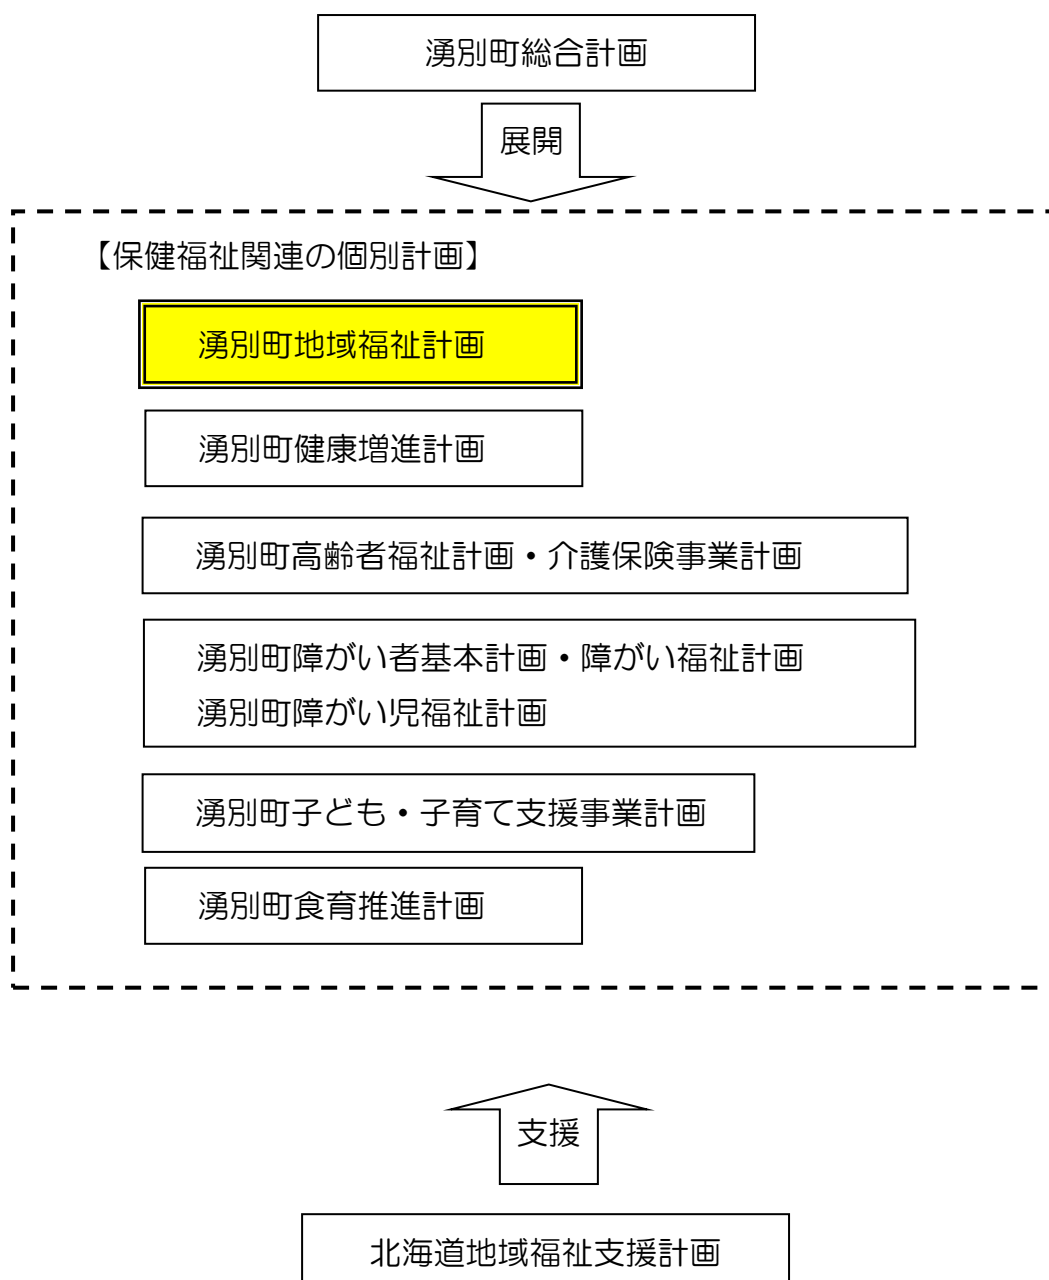 湧別町総合計画
展開
【保健福祉関連の個別計画】
湧別町地域福祉計画
湧別町健康増進計画
湧別町高齢者福祉計画・介護保険事業計画
湧別町障がい者基本計画・障がい福祉計画
湧別町障がい児福祉計画
湧別町子ども・子育て支援事業計画
湧別町食育推進計画
支援
北海道地域福祉支援計画